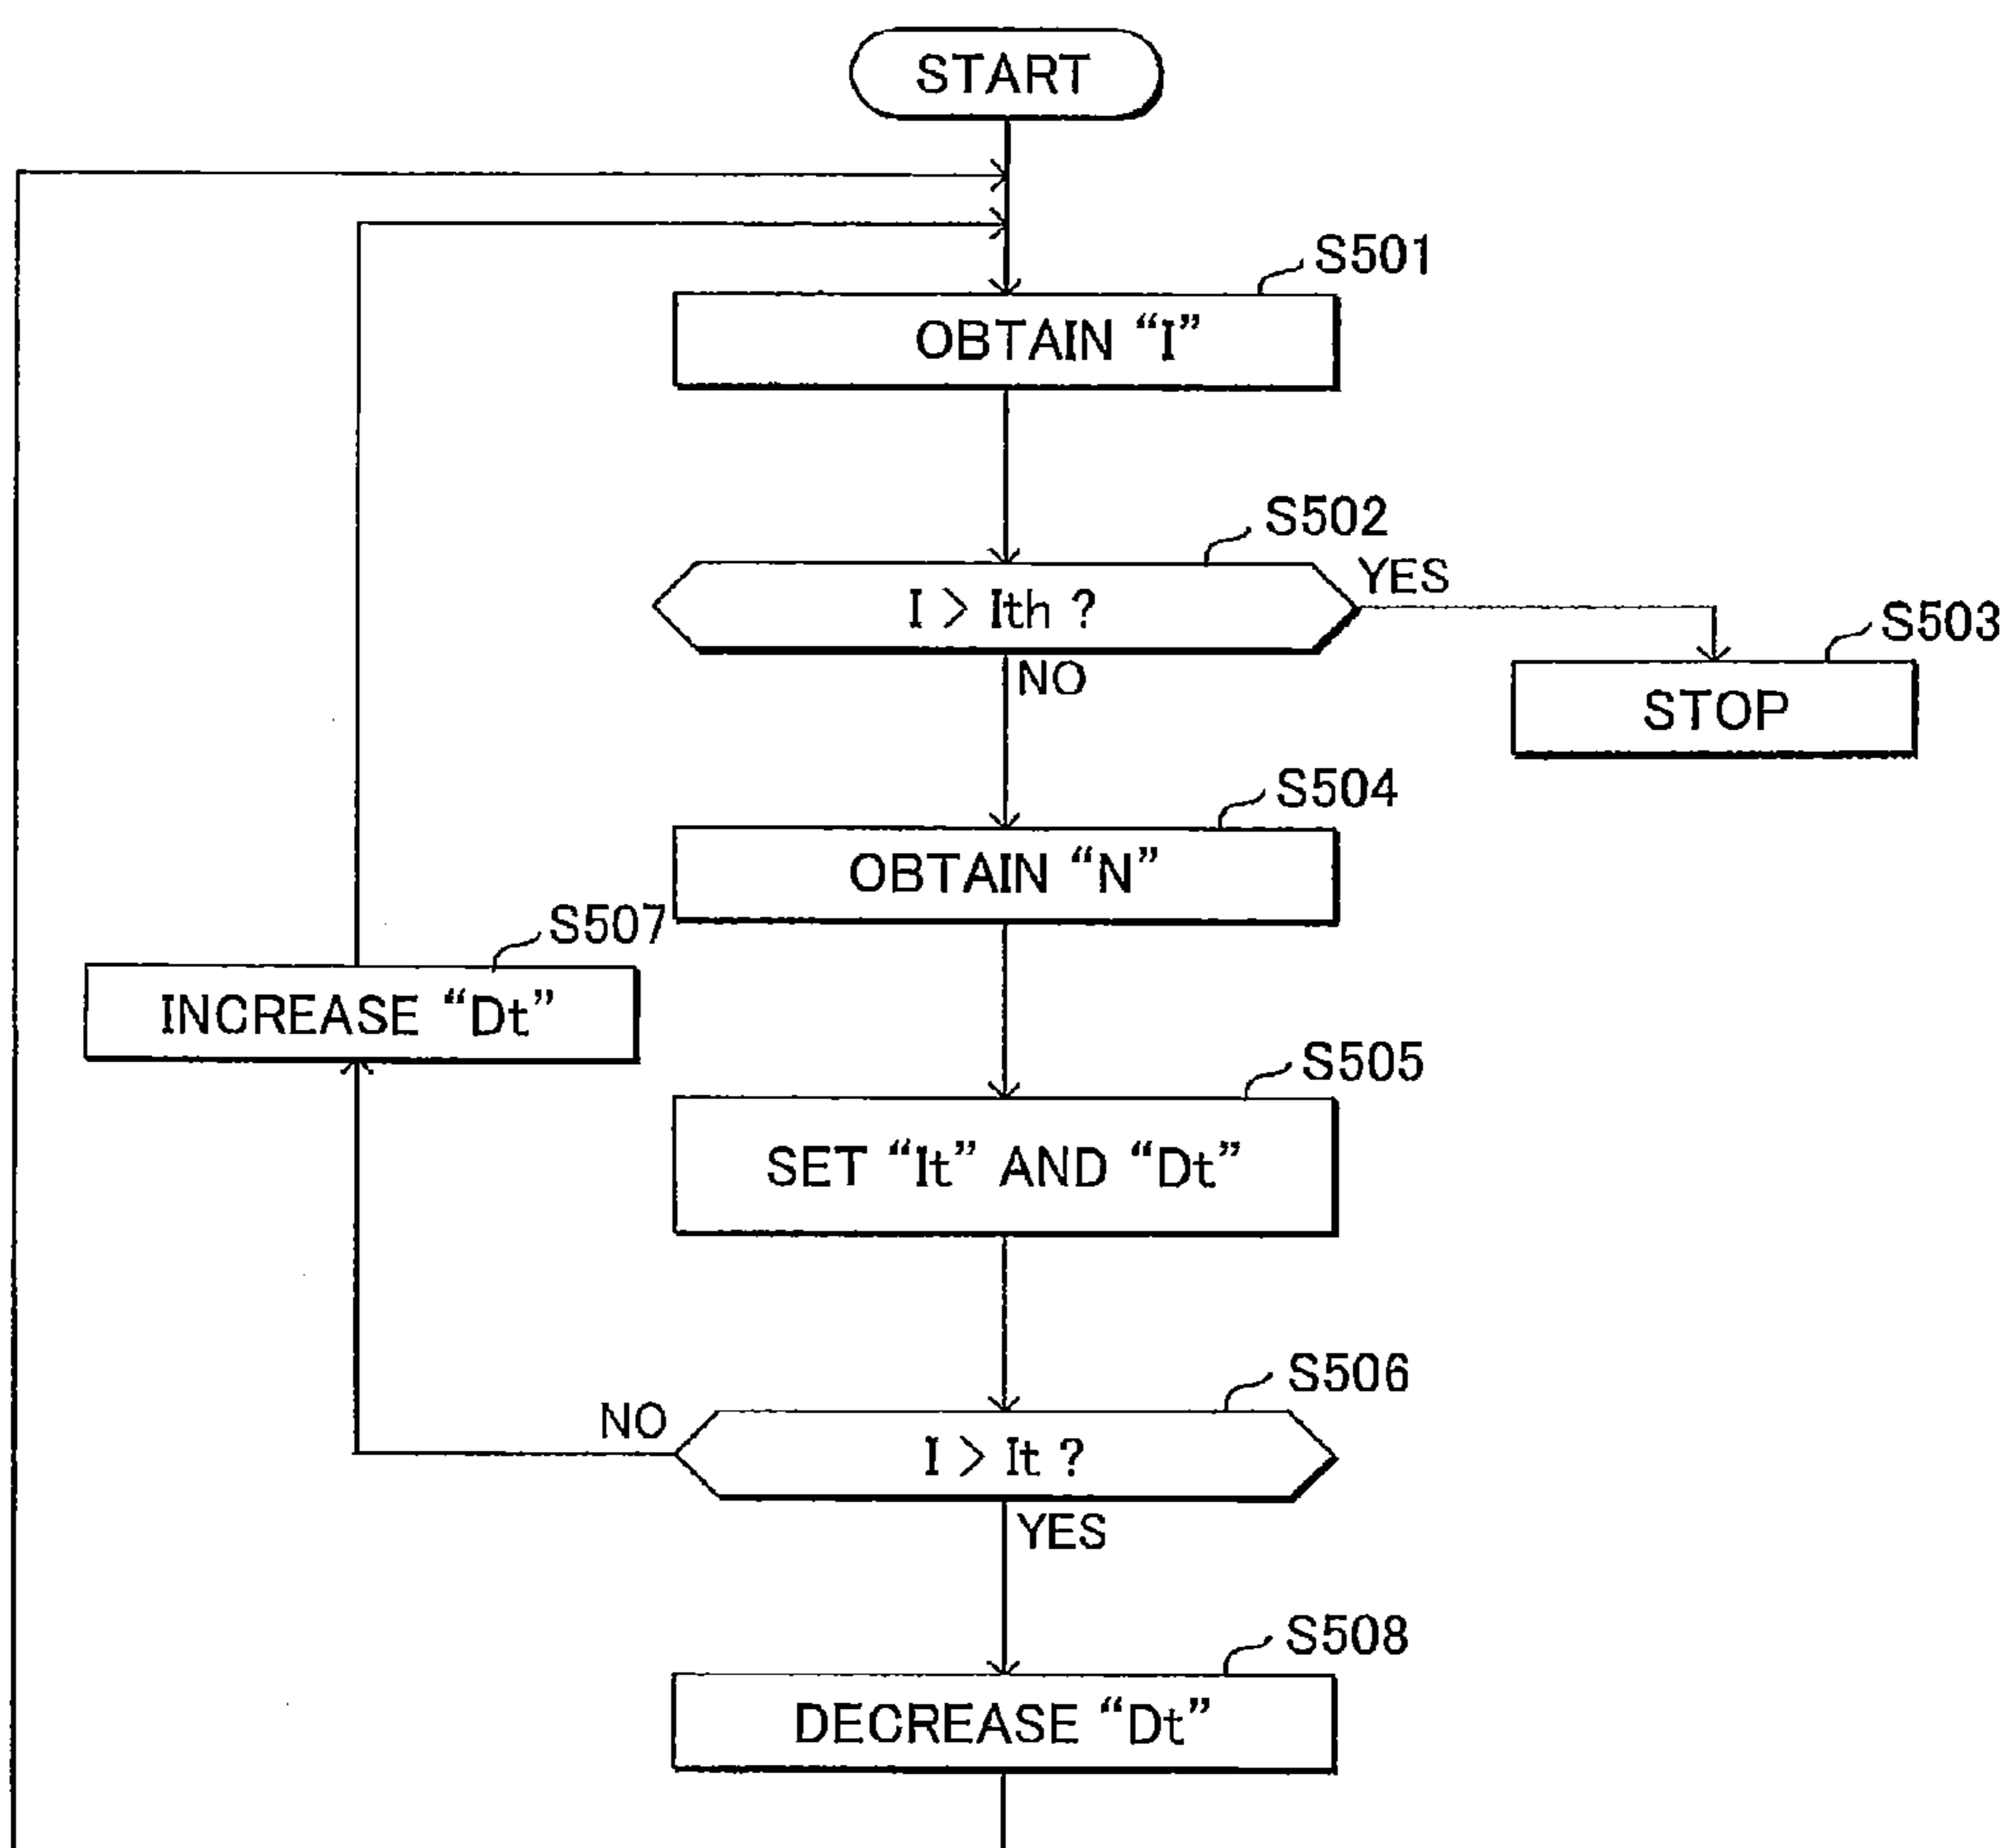 START
S501
OBTAIN “I”
S502
I > Ith ?
YES
NO
S503
STOP
S504
OBTAIN “N”
S507
INCREASE “Dt”
S505
SET “It” AND “Dt”
S506
I > It ?
NO
YES
S508
DECREASE “Dt”